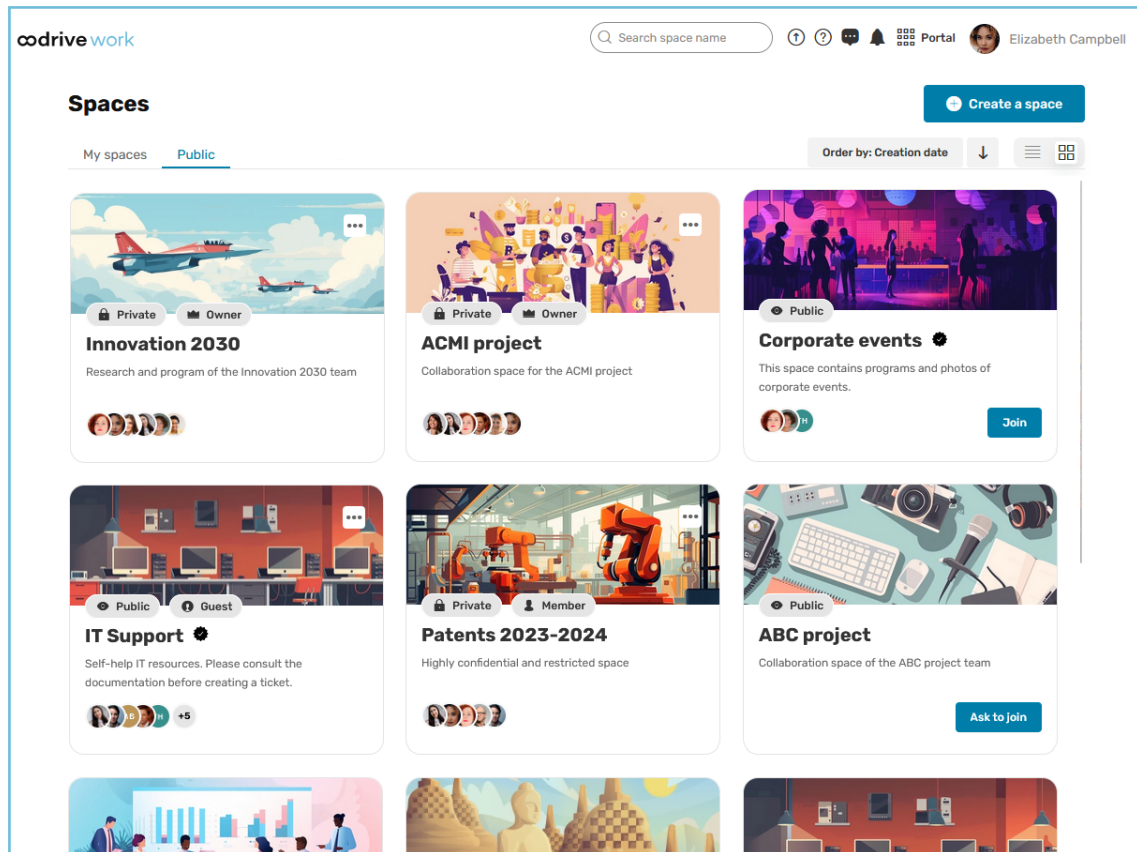 oodrive work
Search space name
Portal
Elizabeth Campbell
Spaces
Create a space
My spaces
Public
Order by: Creation date
Private
Owner
Innovation 2030
Research and program of the Innovation 2030 team
Private
Owner
ACMI project
Collaboration space for the ACMI project
Public
Corporate events
This space contains programs and photos of
corporate events.
TH
Join
Public
Guest
IT Support
Self-help IT resources. Please consult the
documentation before creating a ticket.
+5
Private
Member
Patents 2023-2024
Highly confidential and restricted space
Public
ABC project
Collaboration space of the ABC project team
Ask to join